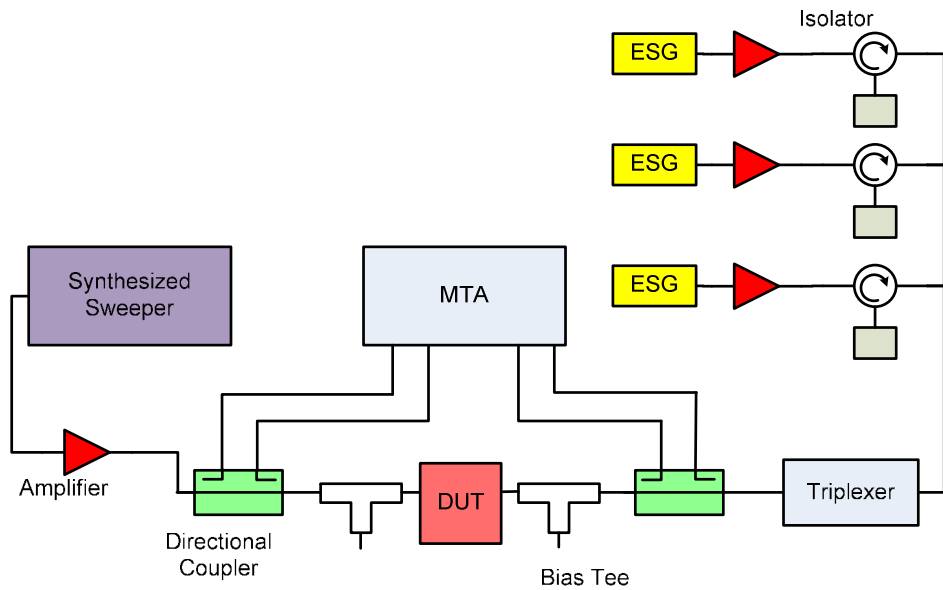 Isolator
ESG
ESG
ESG
Synthesized
Sweeper
MTA
Amplifier
DUT
Triplexer
Directional
Coupler
Bias Tee